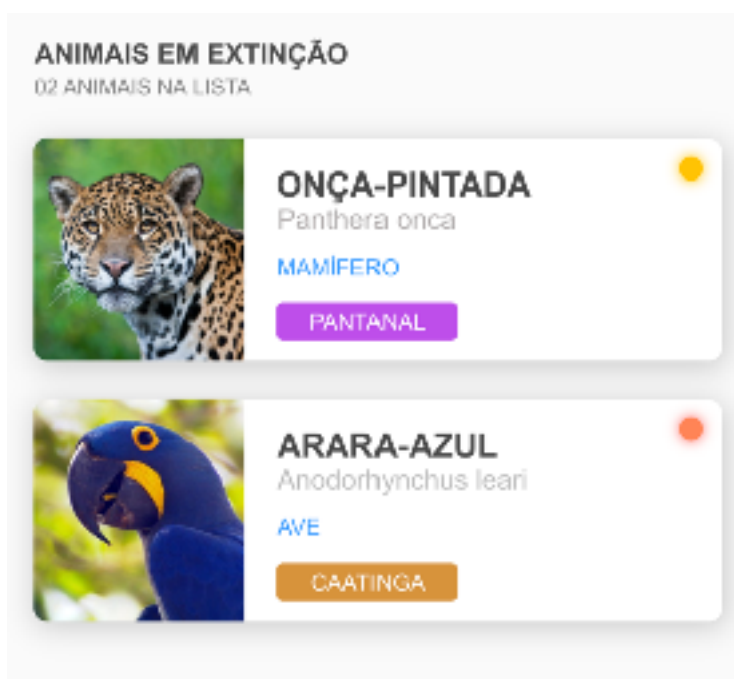 ANIMAIS EM EXTINÇÃO
02 ANIMAIS NA LISTA
ONÇA-PINTADA
Panthera onca
MAMÍFERO
PANTANAL
ARARA-AZUL
Anodorhynchus leari
AVE
CAATINGA